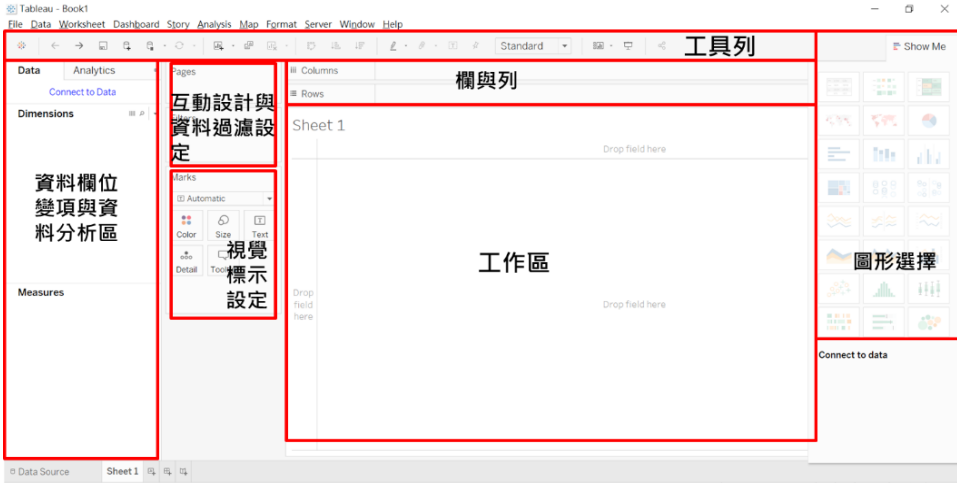 Tableau - Book1
File Data Worksheet Dashboard Story Analysis Map Format Server Window Help
Standard
工具列
Show Me
Data Analytics
Connect to Data
Dimensions
資料欄位
變項與資
料分析區
Measures
Pages
互動設計與
Filters
資料過濾設
定
Marks
Automatic
Color Size Text
Detail Toolt
視覺
標示
設定
Columns
欄與列
Rows
Sheet 1
Drop field here
工作區
Drop
field
here
Drop field here
圖形選擇
Connect to data
Data Source Sheet 1